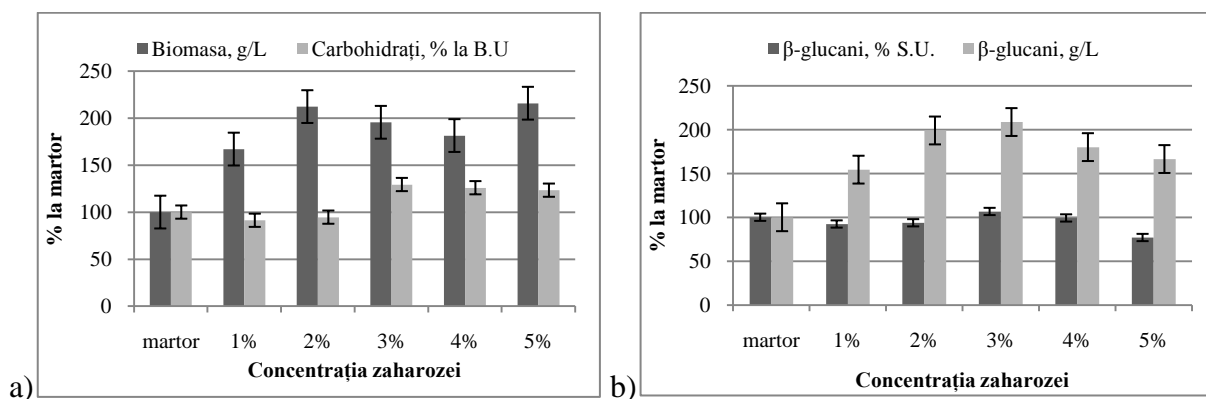 Biomasa, g/L Carbohidrați, % la B.U
250
200
150
100
50
0
% la martor
martor 1% 2% 3% 4% 5%
Concentrația zaharozei
a)
β-glucani, % S.U. β-glucani, g/L
250
200
150
100
50
0
% la martor
martor 1% 2% 3% 4% 5%
Concentrația zaharozei
b)